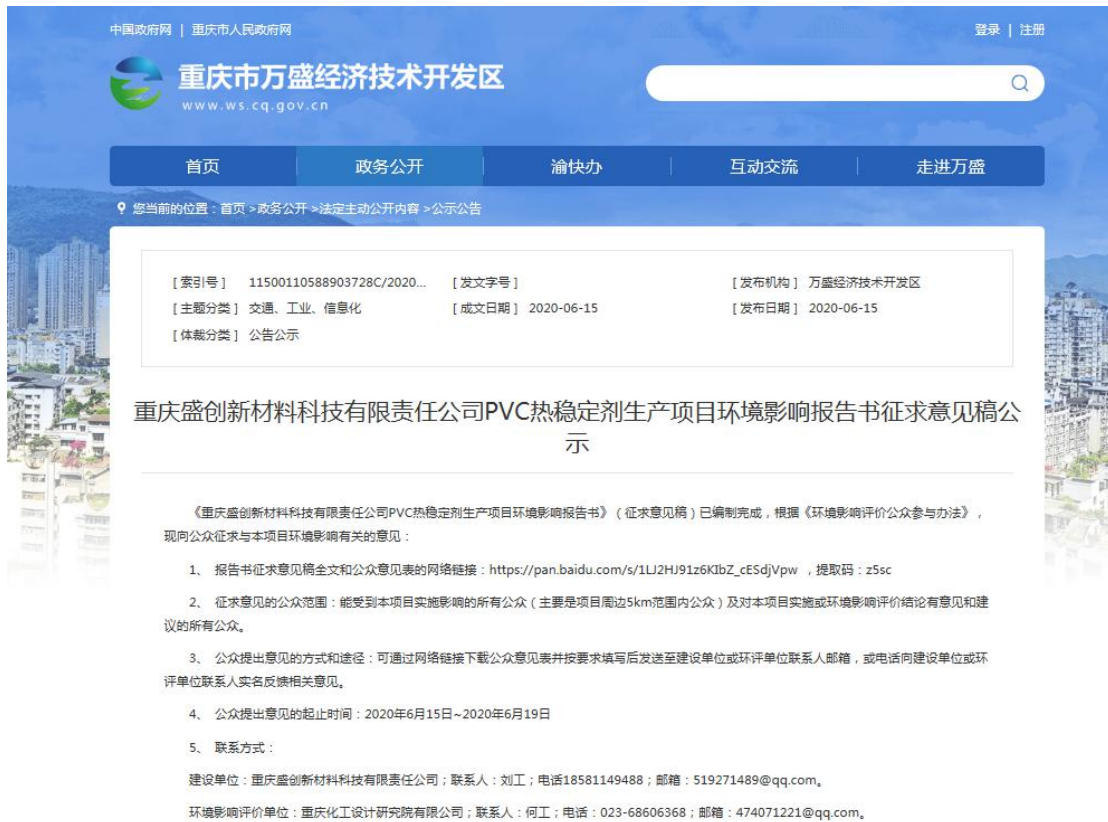 中国政府网 | 重庆市人民政府网
登录 | 注册
重庆市万盛经济技术开发区
www.ws.cq.gov.cn
首页 政务公开 渝快办 互动交流 走进万盛
您当前的位置：首页 >政务公开 >法定主动公开内容 >公示公告
[ 索引号 ] 11500110588903728C/2020... [ 发文字号 ] [ 发布机构 ] 万盛经济技术开发区
[ 主题分类 ] 交通、工业、信息化 [ 成文日期 ] 2020-06-15 [ 发布日期 ] 2020-06-15
[ 体裁分类 ] 公告公示
重庆盛创新材料科技有限责任公司PVC热稳定剂生产项目环境影响报告书征求意见稿公
示
《重庆盛创新材料科技有限责任公司PVC热稳定剂生产项目环境影响报告书》（征求意见稿）已编制完成，根据《环境影响评价公众参与办法》，
现向公众征求与本项目环境影响有关的意见：
1、 报告书征求意见稿全文和公众意见表的网络链接：https://pan.baidu.com/s/1LJ2HJ91z6KIbZ_cESdjVpw ，提取码：z5sc
2、 征求意见的公众范围：能受到本项目实施影响的所有公众（主要是项目周边5km范围内公众）及对本项目实施或环境影响评价结论有意见和建
议的所有公众。
3、 公众提出意见的方式和途径：可通过网络链接下载公众意见表并按要求填写后发送至建设单位或环评单位联系人邮箱，或电话向建设单位或环
评单位联系人实名反馈相关意见。
4、 公众提出意见的起止时间：2020年6月15日~2020年6月19日
5、 联系方式：
建设单位：重庆盛创新材料科技有限责任公司；联系人：刘工；电话18581149488；邮箱：519271489@qq.com。
环境影响评价单位：重庆化工设计研究院有限公司；联系人：何工；电话：023-68606368；邮箱：474071221@qq.com。